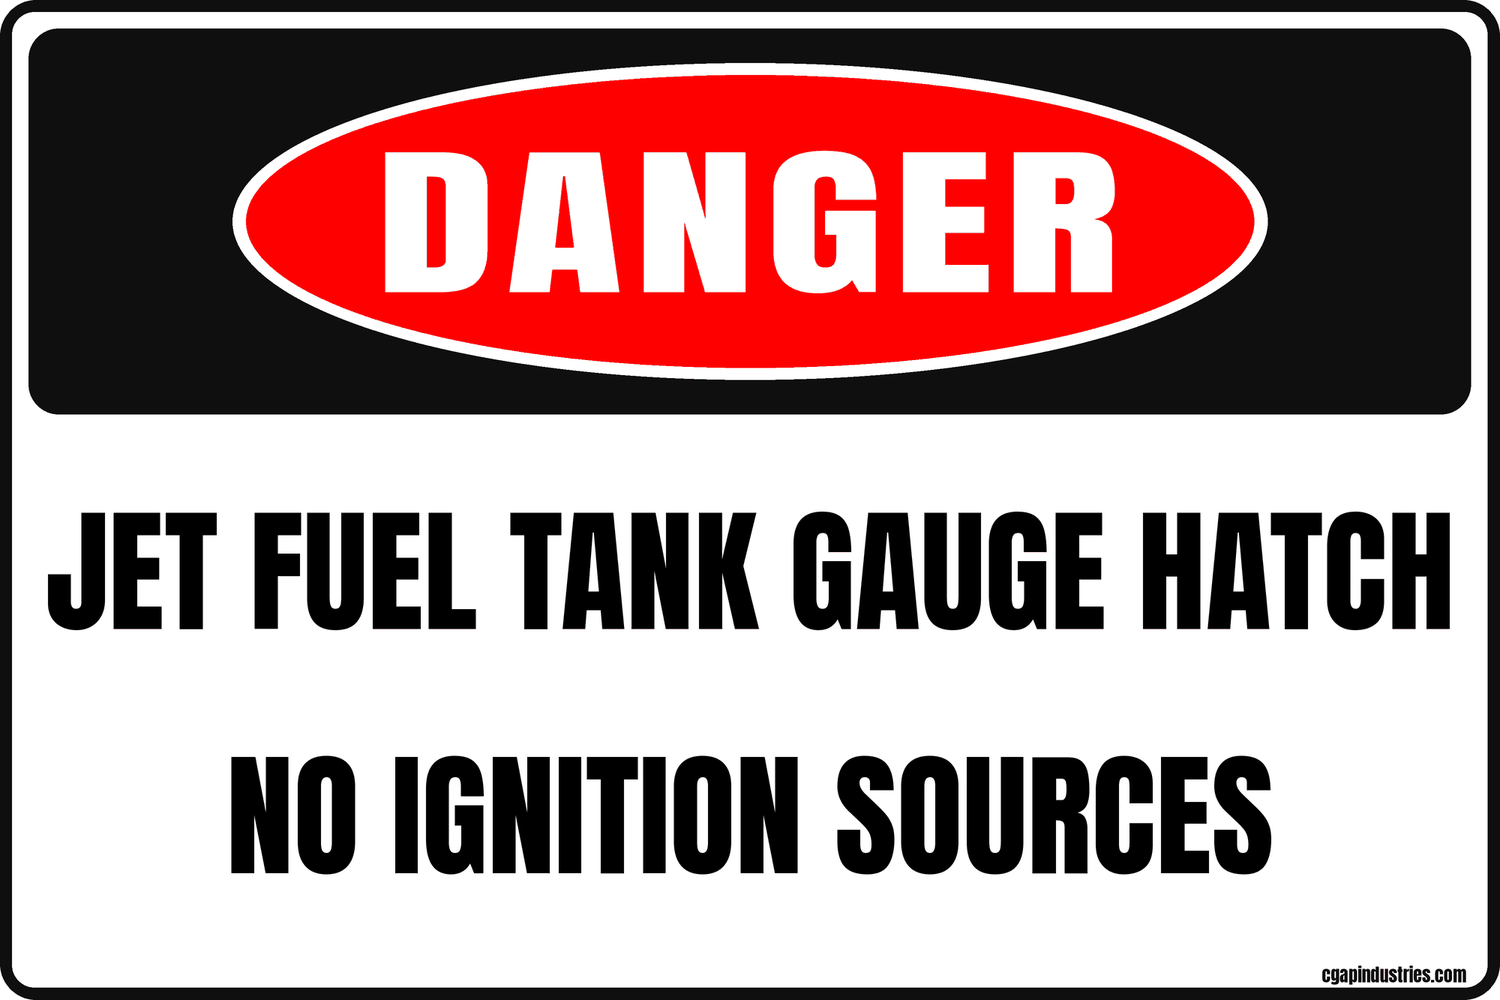 DANGER
JET FUEL TANK GAUGE HATCH
NO IGNITION SOURCES
cgapindustries.com